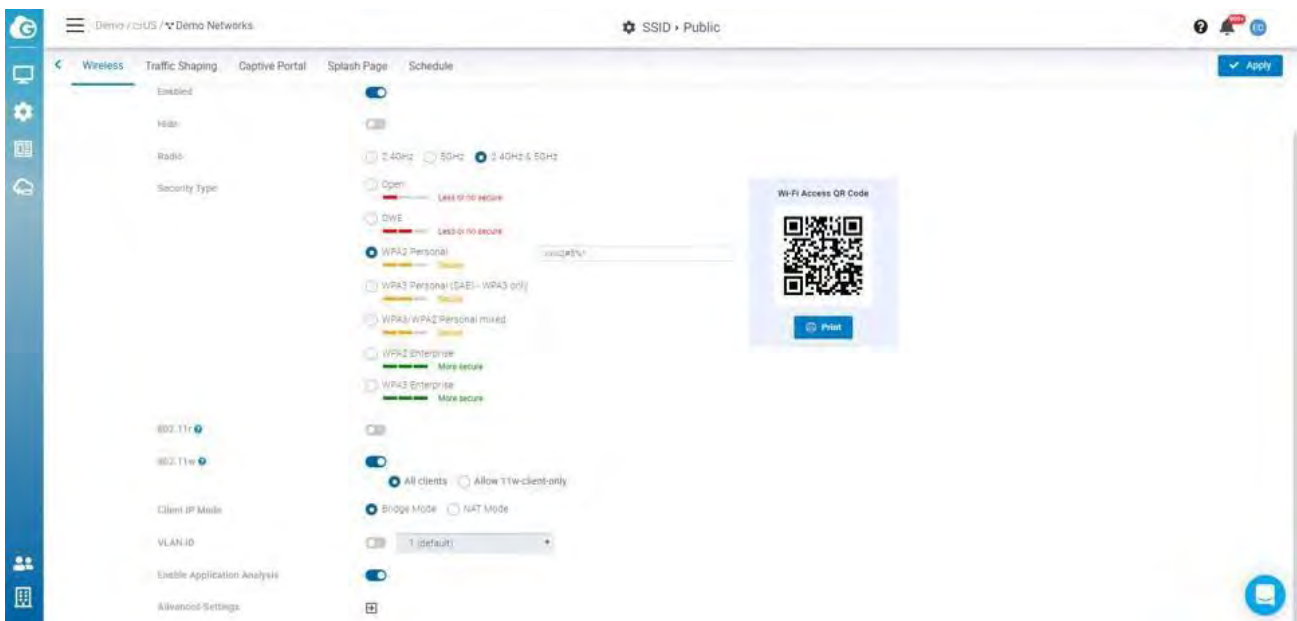 Demo / US / Demo Networks
SSID › Public
999+
Wireless Traffic Shaping Captive Portal Splash Page Schedule
Apply
Enabled
Hide
Radio 2.4GHz 5GHz 2.4GHz & 5GHz
Security Type Open
Less or no secure
OWE
Less or no secure
WPA2 Personal
Secure
WPA3 Personal (SAE) - WPA3 only
Secure
WPA3/WPA2 Personal mixed
Secure
WPA2 Enterprise
More secure
WPA3 Enterprise
More secure
Wi-Fi Access QR Code
Print
802.11r
802.11w
All clients Allow 11w-client-only
Client IP Mode Bridge Mode NAT Mode
VLAN ID 1 (default)
Enable Application Analysis
Advanced Settings